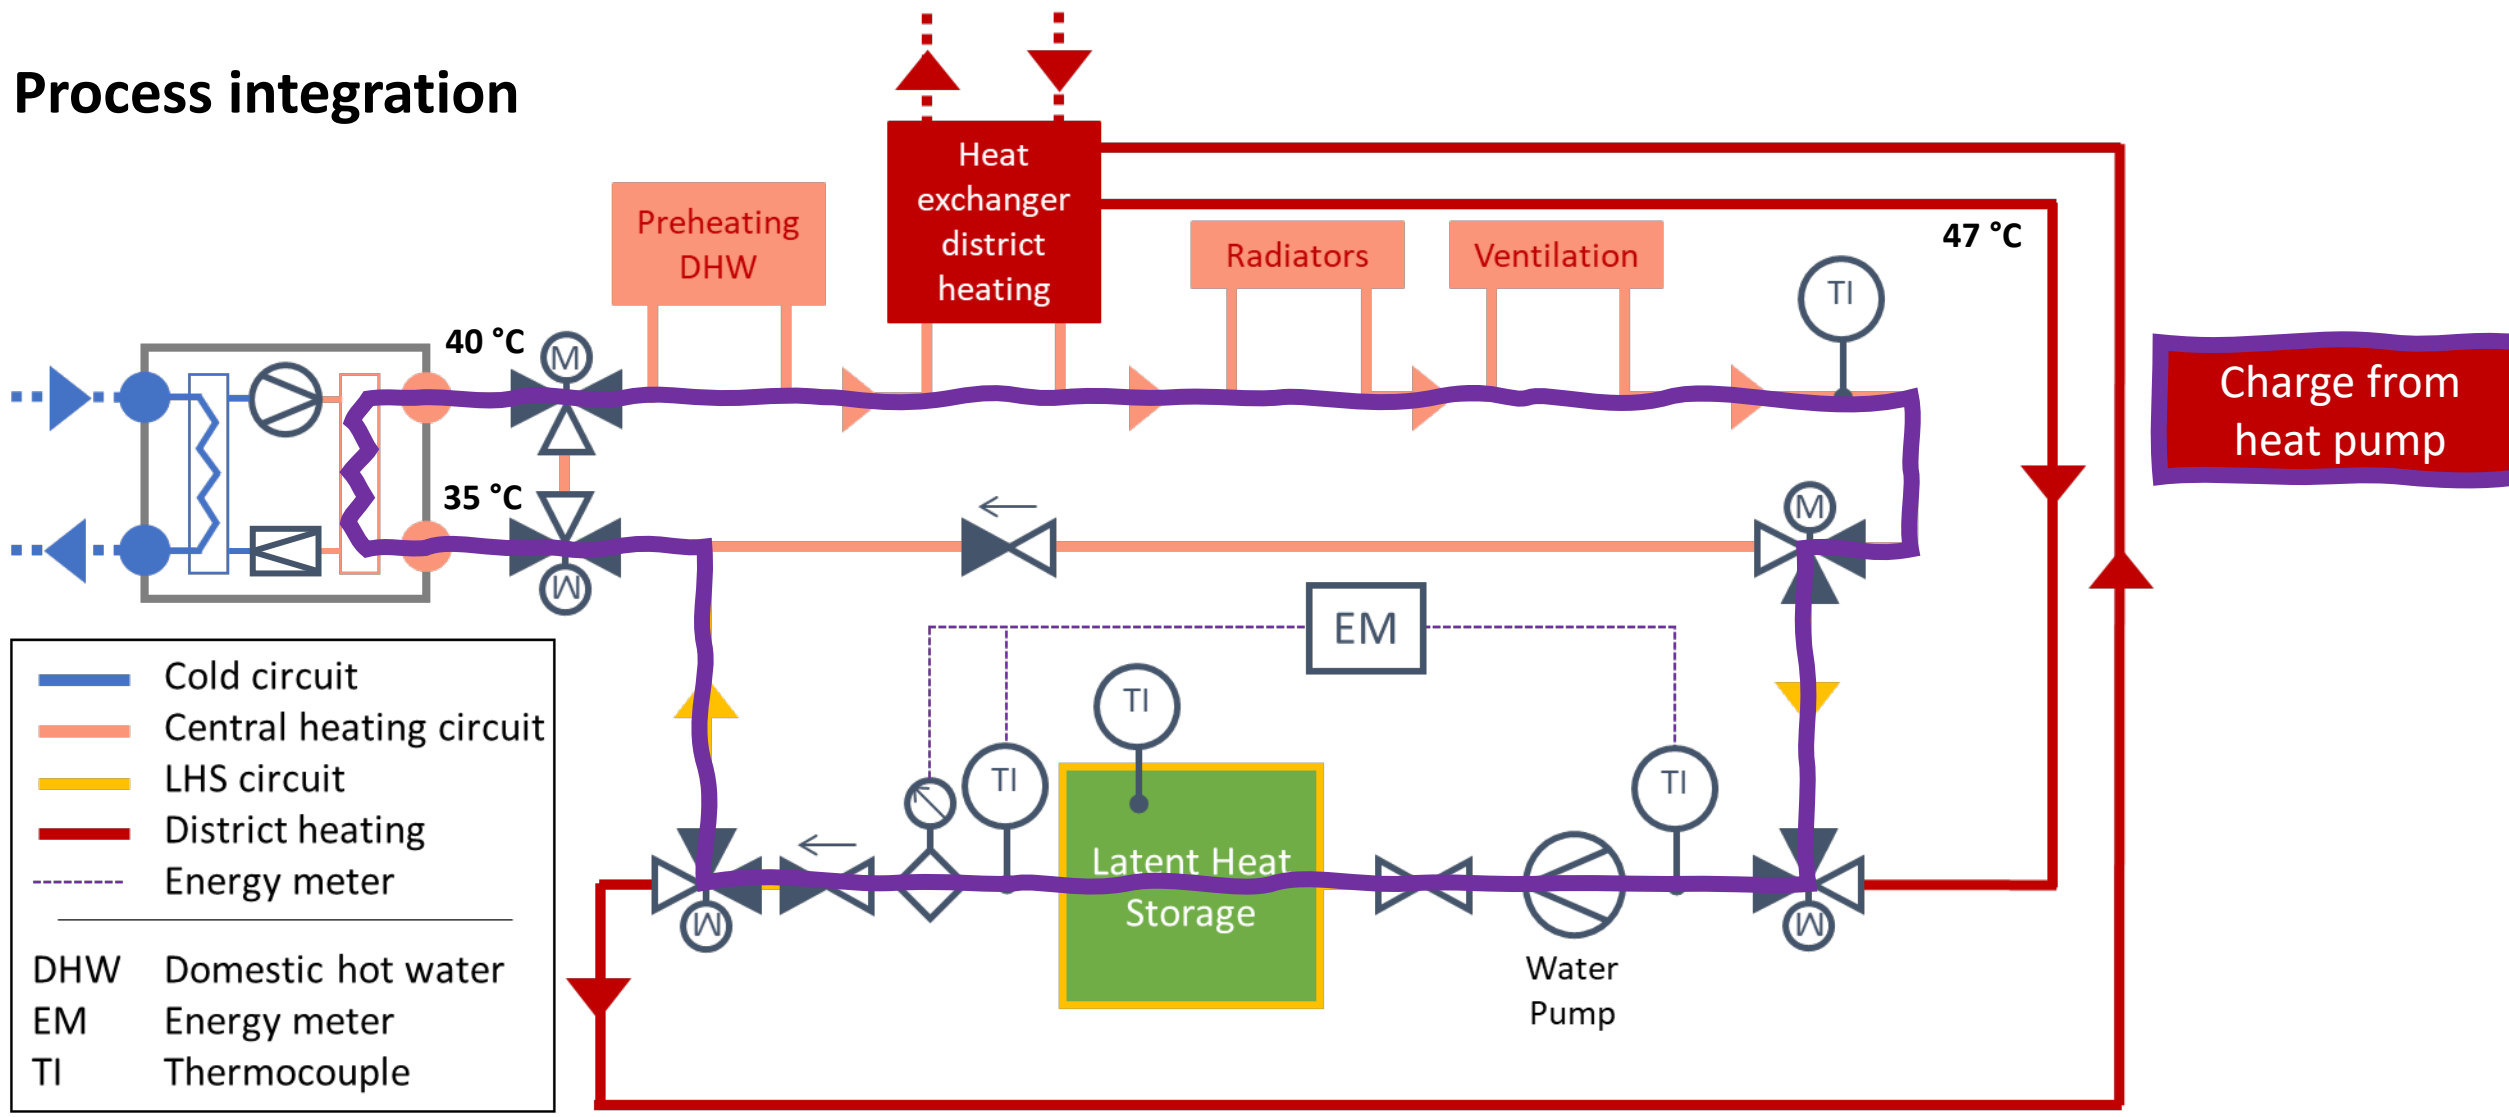 Process integration
Heat
exchanger
district
heating
Preheating
DHW
Radiators
Ventilation
47 °C
TI
40 °C
M
Charge from
heat pump
35 °C
M
M
EM
TI
TI
TI
Latent Heat
Storage
M
M
Water
Pump
Cold circuit
Central heating circuit
LHS circuit
District heating
Energy meter
DHW Domestic hot water
EM Energy meter
TI Thermocouple